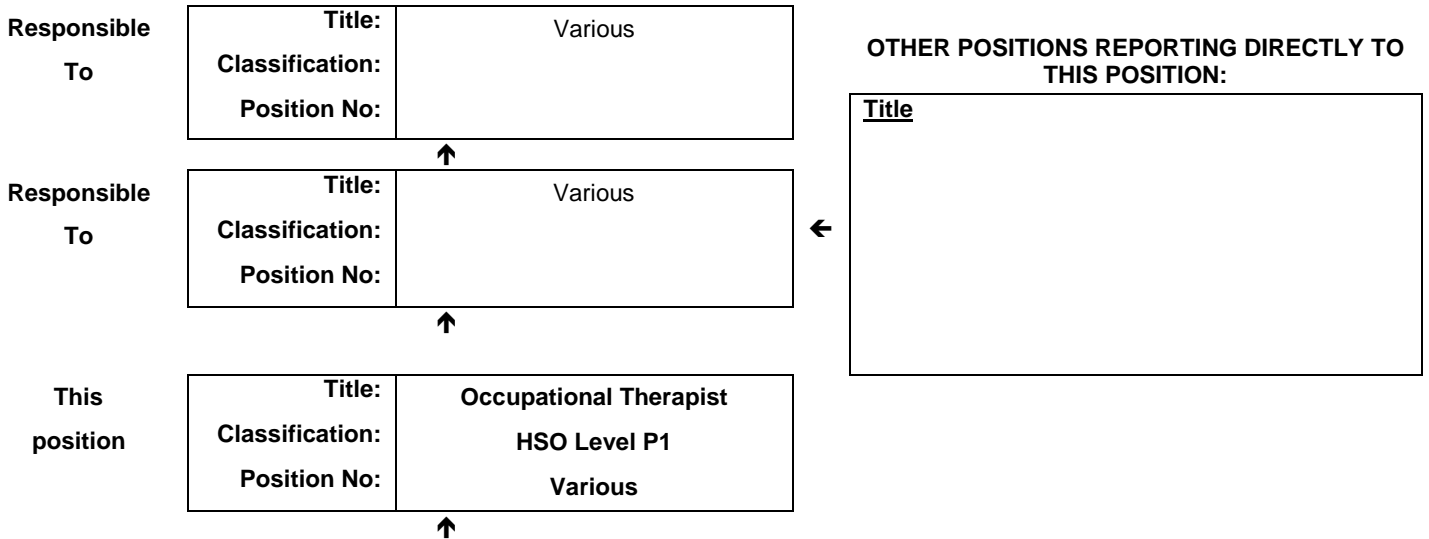 Responsible
To
Title:
Classification:
Position No:
Various
OTHER POSITIONS REPORTING DIRECTLY TO
THIS POSITION:
Title
Responsible
To
Title:
Classification:
Position No:
Various
This
position
Title:
Classification:
Position No:
Occupational Therapist
HSO Level P1
Various